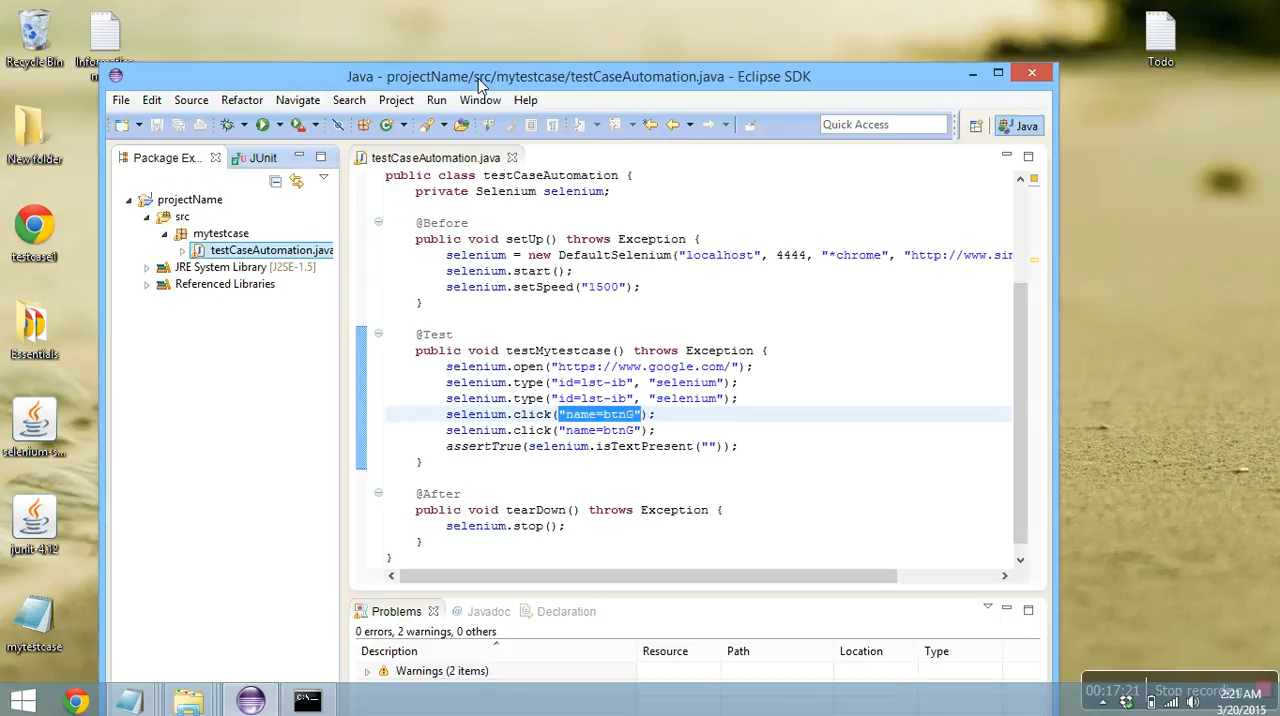 Recycle Bin
Todo
New folder
testcase1
Essentials
selenium-s...
junit-4.12
mytestcase
Java - projectName/src/mytestcase/testCaseAutomation.java - Eclipse SDK
File Edit Source Refactor Navigate Search Project Run Window Help
Quick Access
Java
Package Ex...
JUnit
projectName
src
mytestcase
testCaseAutomation.java
JRE System Library [J2SE-1.5]
Referenced Libraries
testCaseAutomation.java
public class testCaseAutomation {
private Selenium selenium;
@Before
public void setUp() throws Exception {
selenium = new DefaultSelenium("localhost", 4444, "*chrome", "http://www.sin
selenium.start();
selenium.setSpeed("1500");
}
@Test
public void testMytestcase() throws Exception {
selenium.open("https://www.google.com/");
selenium.type("id=lst-ib", "selenium");
selenium.type("id=lst-ib", "selenium");
selenium.click("name=btnG");
selenium.click("name=btnG");
assertTrue(selenium.isTextPresent(""));
}
@After
public void tearDown() throws Exception {
selenium.stop();
}
}
Problems @ Javadoc Declaration
0 errors, 2 warnings, 0 others
Description Resource Path Location Type
Warnings (2 items)
00:17:21 Stop recording
2:21 AM
3/20/2015